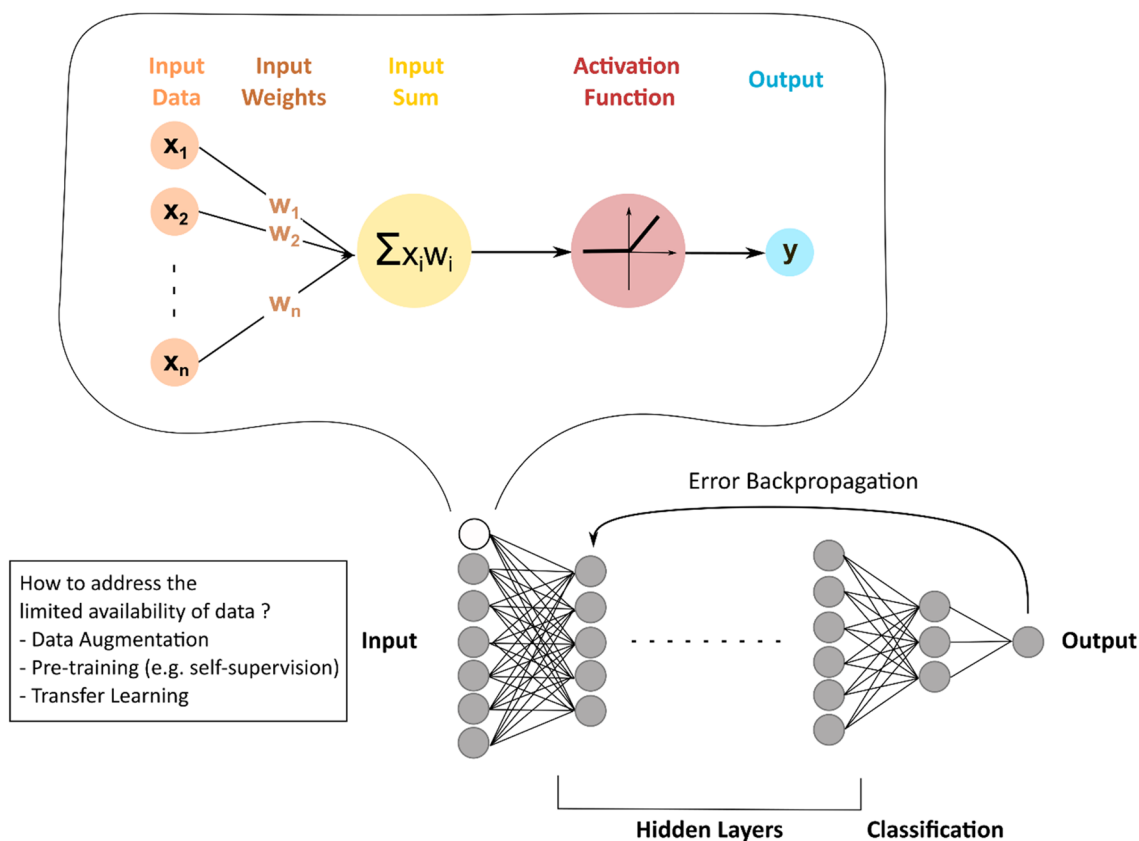 Input Data
Input Weights
Input Sum
Activation Function
Output
x₁
x₂
xₙ
w₁
w₂
wₙ
∑xᵢwᵢ
y
Error Backpropagation
How to address the
limited availability of data ?
- Data Augmentation
- Pre-training (e.g. self-supervision)
- Transfer Learning
Input
Output
Hidden Layers
Classification